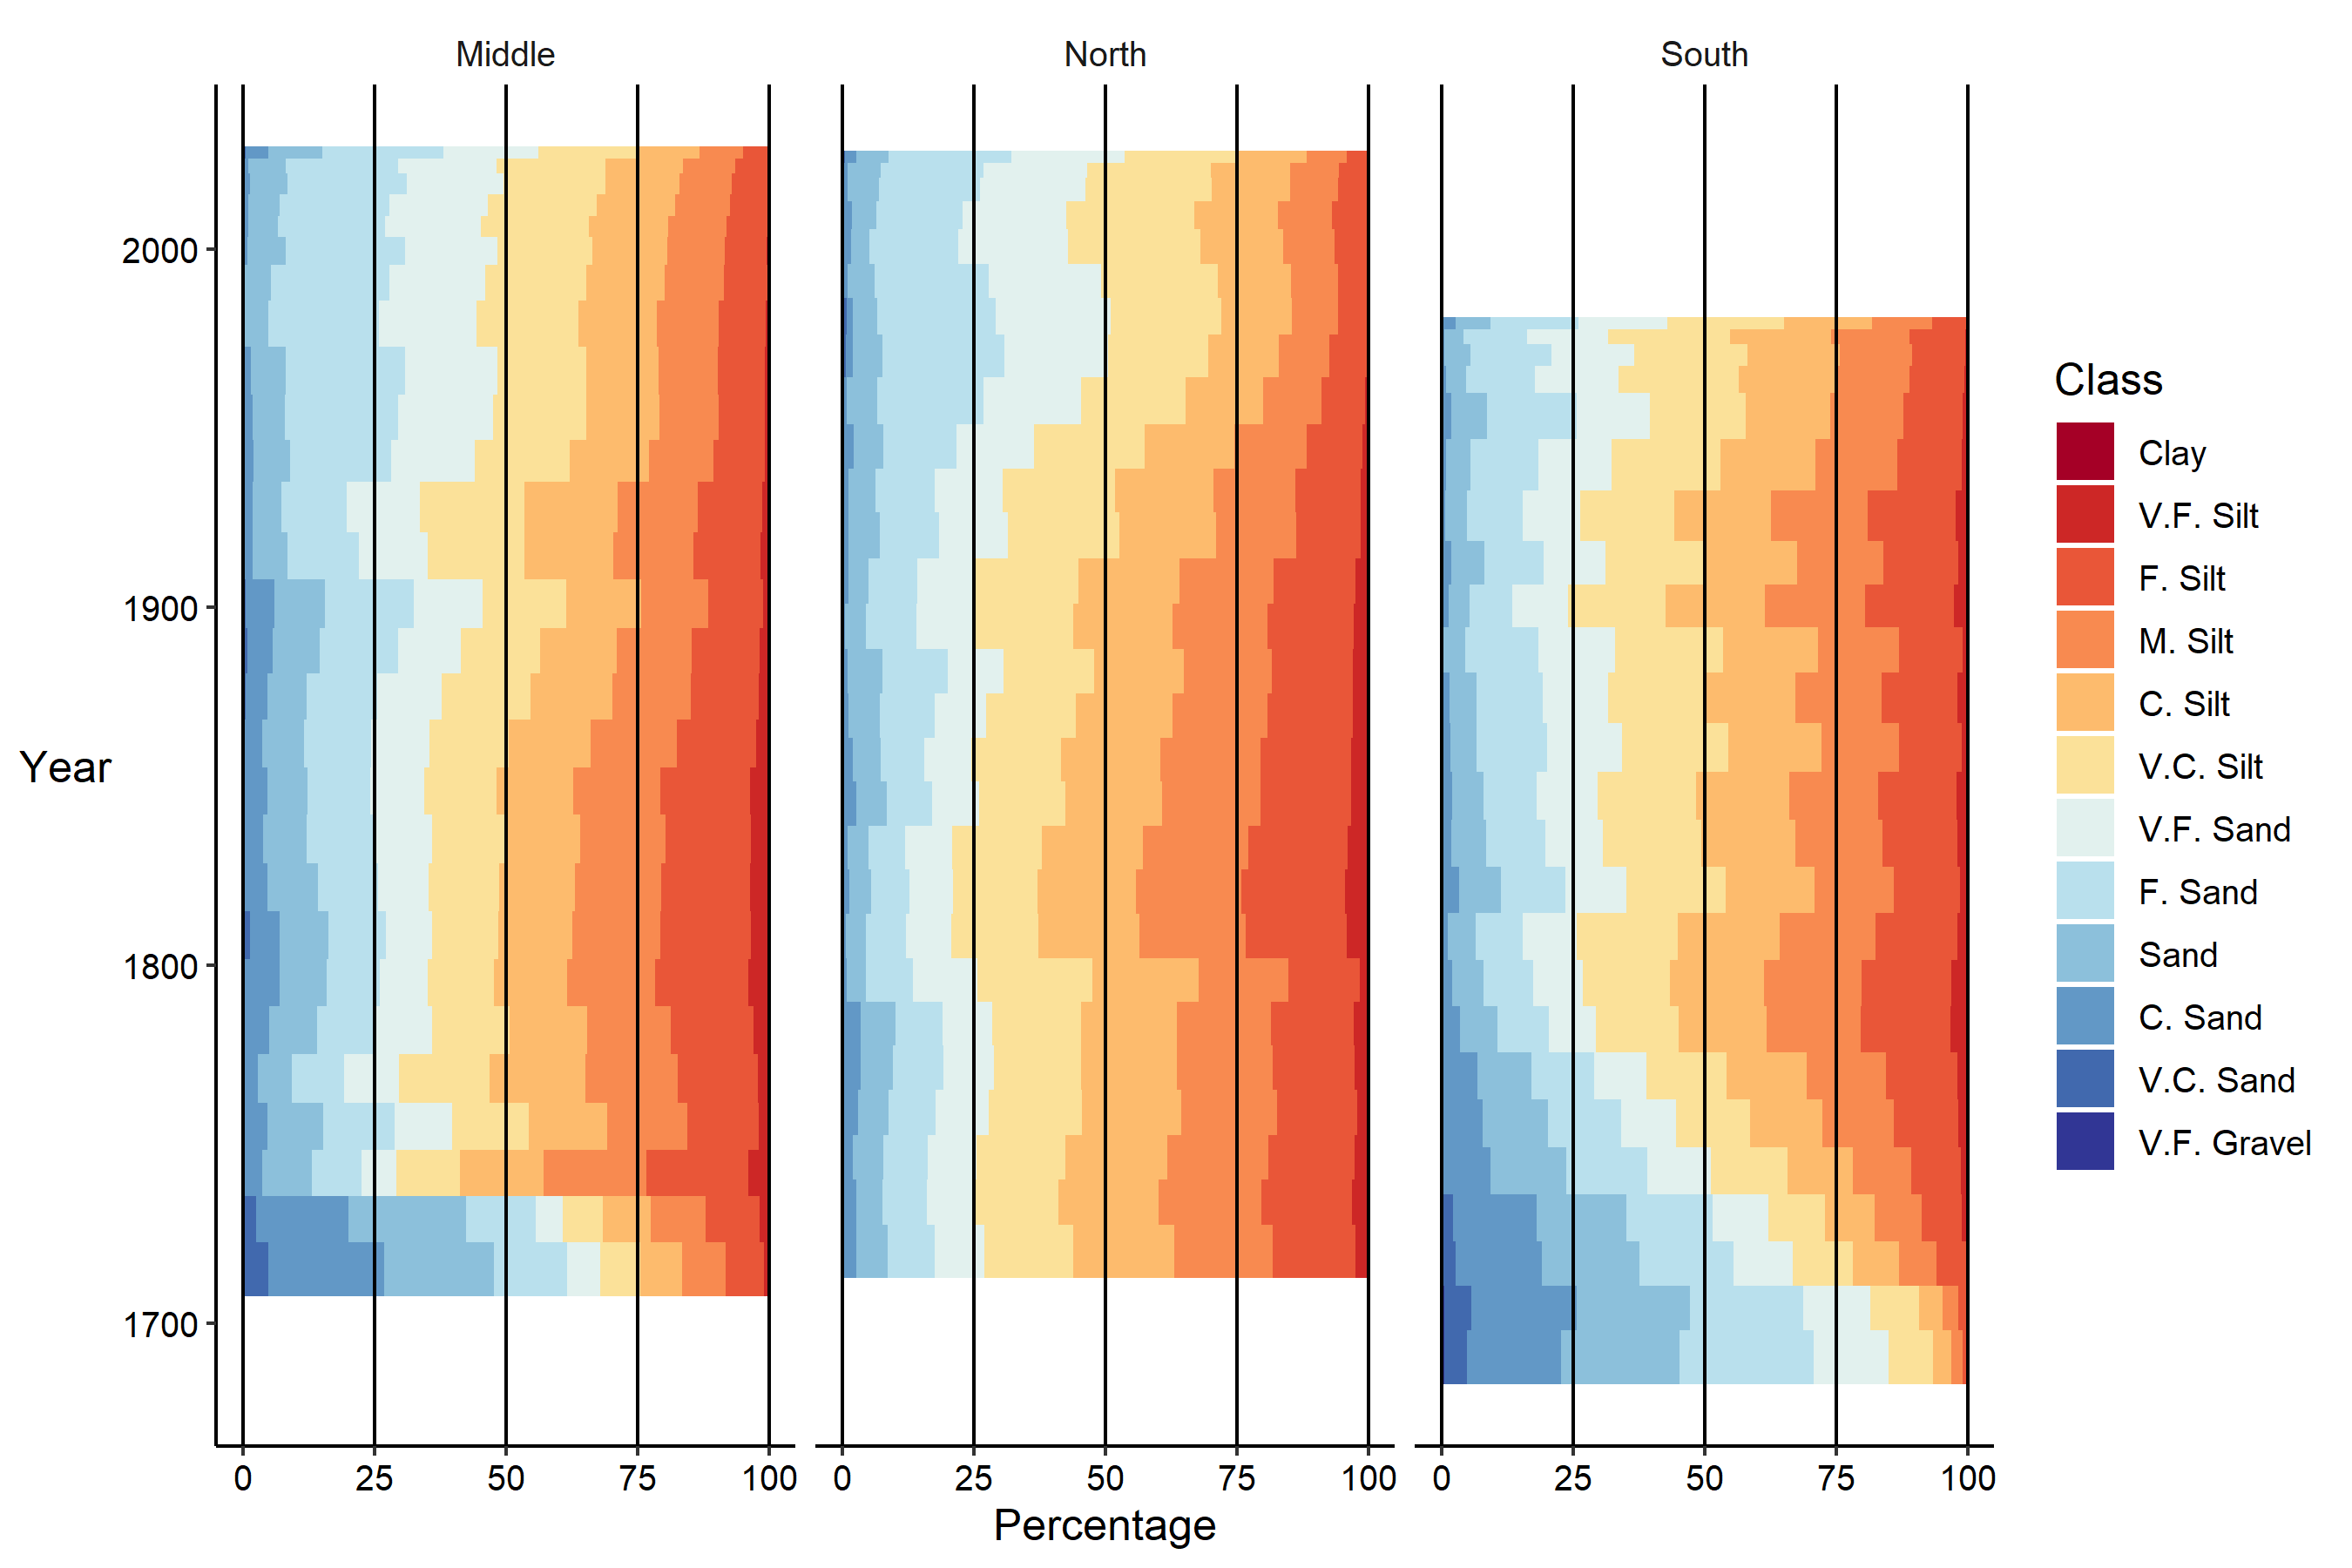 Middle North South
2000
1900
1800
1700
Year
0 25 50 75 100 0 25 50 75 100 0 25 50 75 100
Percentage
Class
Clay
V.F. Silt
F. Silt
M. Silt
C. Silt
V.C. Silt
V.F. Sand
F. Sand
Sand
C. Sand
V.C. Sand
V.F. Gravel